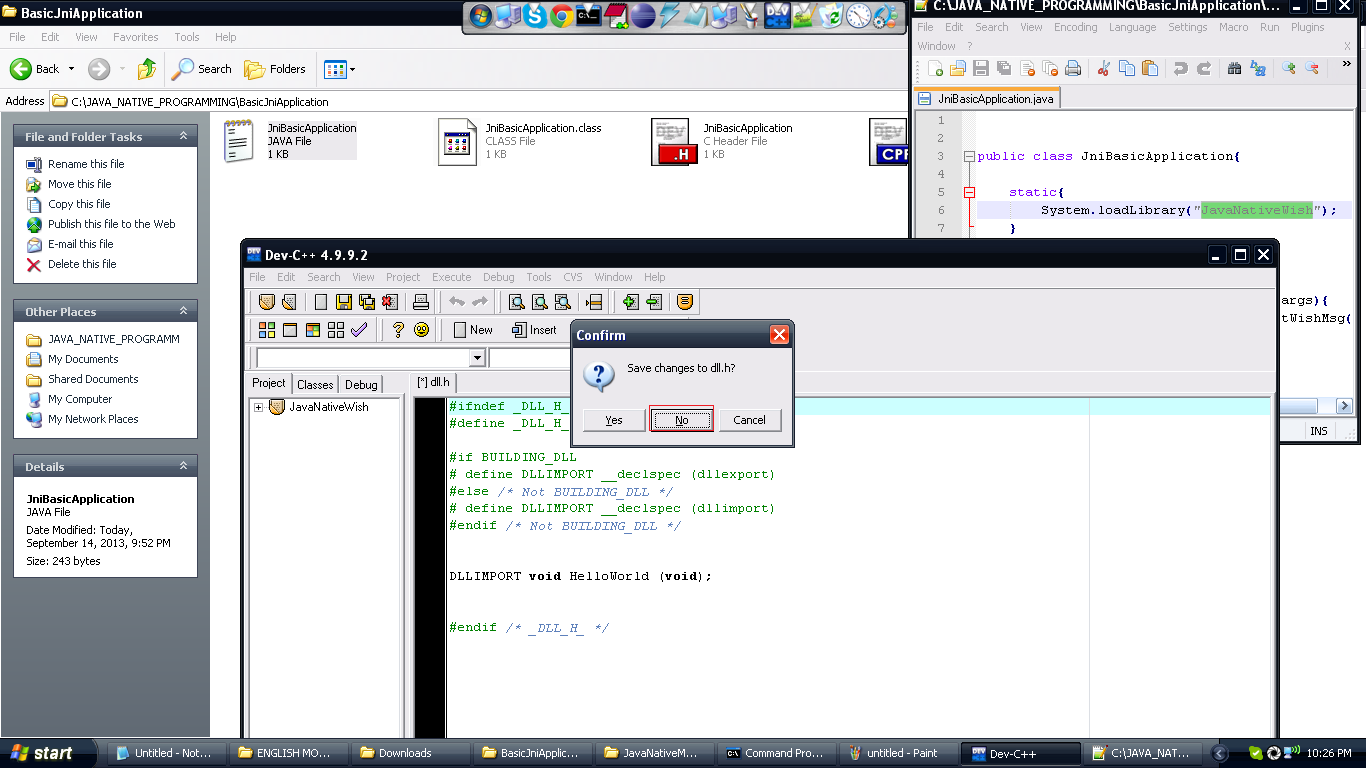 BasicJniApplication
File Edit View Favorites Tools Help
Back Search Folders
Address C:\JAVA_NATIVE_PROGRAMMING\BasicJniApplication
File and Folder Tasks
Rename this file
Move this file
Copy this file
Publish this file to the Web
E-mail this file
Delete this file
Other Places
JAVA_NATIVE_PROGRAMM
My Documents
Shared Documents
My Computer
My Network Places
Details
JniBasicApplication
JAVA File
Date Modified: Today,
September 14, 2013, 9:52 PM
Size: 243 bytes
JniBasicApplication
JAVA File
1 KB
JniBasicApplication.class
CLASS File
1 KB
DEV
.H
JniBasicApplication
C Header File
1 KB
DEV
CPP
C:\JAVA_NATIVE_PROGRAMMING\BasicJniApplication\...
File Edit Search View Encoding Language Settings Macro Run Plugins
Window ? X
JniBasicApplication.java
1
2
3 public class JniBasicApplication{
4
5 static{
6 System.loadLibrary("JavaNativeWish");
7 }
args){
tWishMsg(
INS
Dev-C++ 4.9.9.2
File Edit Search View Project Execute Debug Tools CVS Window Help
New Insert
Project Classes Debug
JavaNativeWish
[*] dll.h
#ifndef _DLL_H_
#define _DLL_H_
#if BUILDING_DLL
# define DLLIMPORT __declspec (dllexport)
#else /* Not BUILDING_DLL */
# define DLLIMPORT __declspec (dllimport)
#endif /* Not BUILDING_DLL */
DLLIMPORT void HelloWorld (void);
#endif /* _DLL_H_ */
Confirm
Save changes to dll.h?
Yes No Cancel
start Untitled - Not... ENGLISH MO... Downloads BasicJniApplic... JavaNativeM... Command Pro... untitled - Paint Dev-C++ C:\JAVA_NAT... 10:26 PM